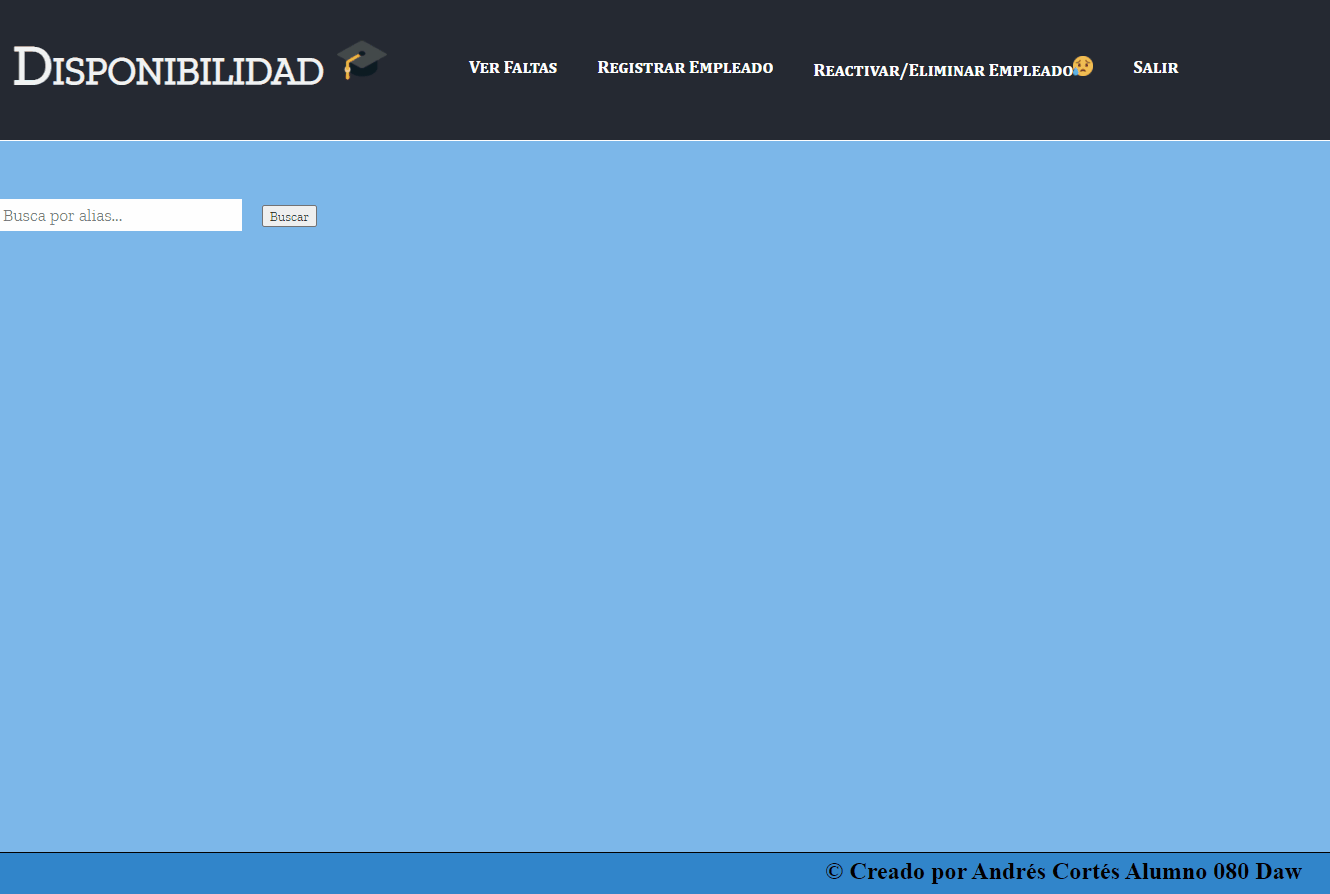 Disponibilidad
Ver Faltas Registrar Empleado Reactivar/Eliminar Empleado Salir
Busca por alias... Buscar
© Creado por Andrés Cortés Alumno 080 Daw